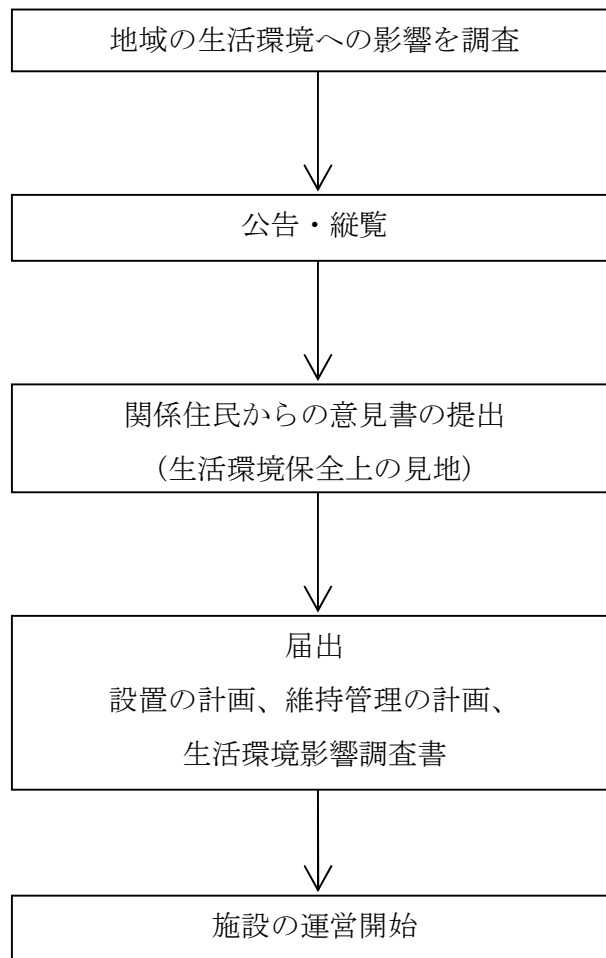 地域の生活環境への影響を調査
公告・縦覧
関係住民からの意見書の提出
（生活環境保全上の見地）
届出
設置の計画、維持管理の計画、
生活環境影響調査書
施設の運営開始